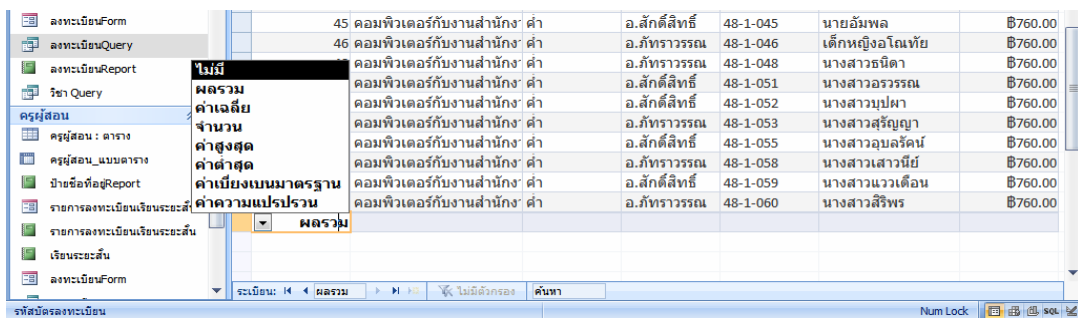 ลงทะเบียนForm
ลงทะเบียนQuery
ลงทะเบียนReport
วิชา Query
ครูผู้สอน
ครูผู้สอน : ตาราง
ครูผู้สอน_แบบตาราง
ป้ายชื่อที่อยู่Report
รายการลงทะเบียนเรียนระยะสั้น
รายการลงทะเบียนเรียนระยะสั้น
เรียนระยะสั้น
ลงทะเบียนForm
ไม่มี
ผลรวม
ค่าเฉลี่ย
จำนวน
ค่าสูงสุด
ค่าต่ำสุด
ค่าเบี่ยงเบนมาตรฐาน
ค่าความแปรปรวน
45 คอมพิวเตอร์กับงานสำนักงา ค่ำ อ.สักดิ์สิทธิ์ 48-1-045 นายอัมพล ฿760.00
46 คอมพิวเตอร์กับงานสำนักงา ค่ำ อ.ภัทราวรรณ 48-1-046 เด็กหญิงอโณทัย ฿760.00
คอมพิวเตอร์กับงานสำนักงา ค่ำ อ.ภัทราวรรณ 48-1-048 นางสาวธนิดา ฿760.00
คอมพิวเตอร์กับงานสำนักงา ค่ำ อ.สักดิ์สิทธิ์ 48-1-051 นางสาวอรวรรณ ฿760.00
คอมพิวเตอร์กับงานสำนักงา ค่ำ อ.สักดิ์สิทธิ์ 48-1-052 นางสาวบุปผา ฿760.00
คอมพิวเตอร์กับงานสำนักงา ค่ำ อ.ภัทราวรรณ 48-1-053 นางสาวสุรัญญา ฿760.00
คอมพิวเตอร์กับงานสำนักงา ค่ำ อ.สักดิ์สิทธิ์ 48-1-055 นางสาวอุบลรัตน์ ฿760.00
คอมพิวเตอร์กับงานสำนักงา ค่ำ อ.ภัทราวรรณ 48-1-058 นางสาวเสาวนีย์ ฿760.00
คอมพิวเตอร์กับงานสำนักงา ค่ำ อ.สักดิ์สิทธิ์ 48-1-059 นางสาวแววเดือน ฿760.00
คอมพิวเตอร์กับงานสำนักงา ค่ำ อ.ภัทราวรรณ 48-1-060 นางสาวสิริพร ฿760.00
ผลรวม
ระเบียน: ผลรวม ไม่มีตัวกรอง ค้นหา
รหัสบัตรลงทะเบียน Num Lock SQL